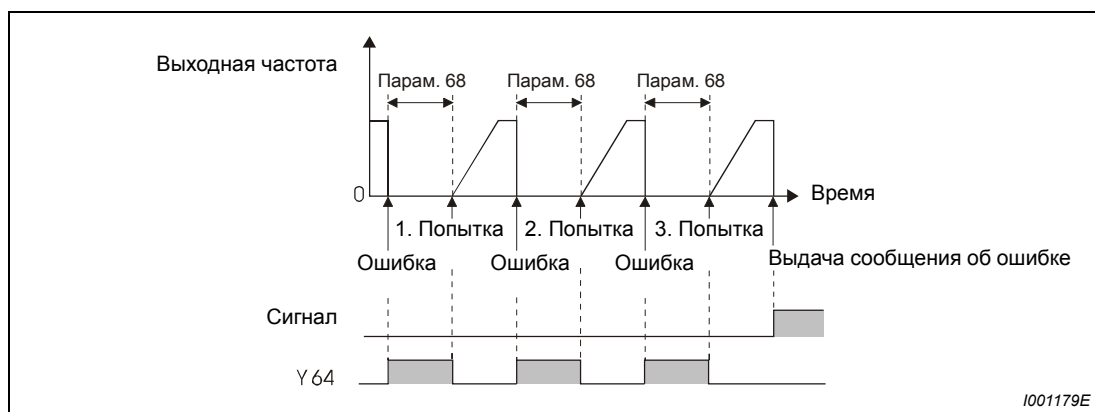 Выходная частота
Парам. 68 Парам. 68 Парам. 68
0
Время
1. Попытка 2. Попытка 3. Попытка
Ошибка Ошибка Ошибка Выдача сообщения об ошибке
Сигнал
Y 64
I001179E